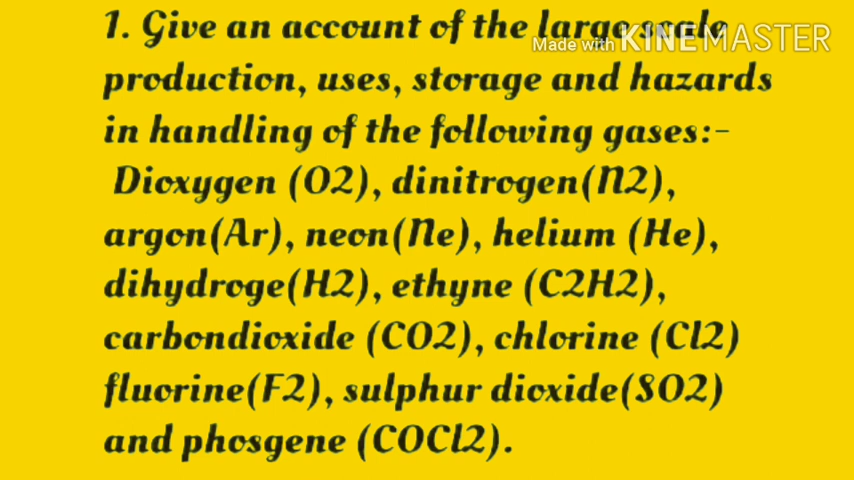 1. Give an account of the large scale
Made with KINEMASTER
production, uses, storage and hazards
in handling of the following gases:-
Dioxygen (O2), dinitrogen(N2),
argon(Ar), neon(Ne), helium (He),
dihydroge(H2), ethyne (C2H2),
carbondioxide (CO2), chlorine (Cl2)
fluorine(F2), sulphur dioxide(SO2)
and phosgene (COCl2).